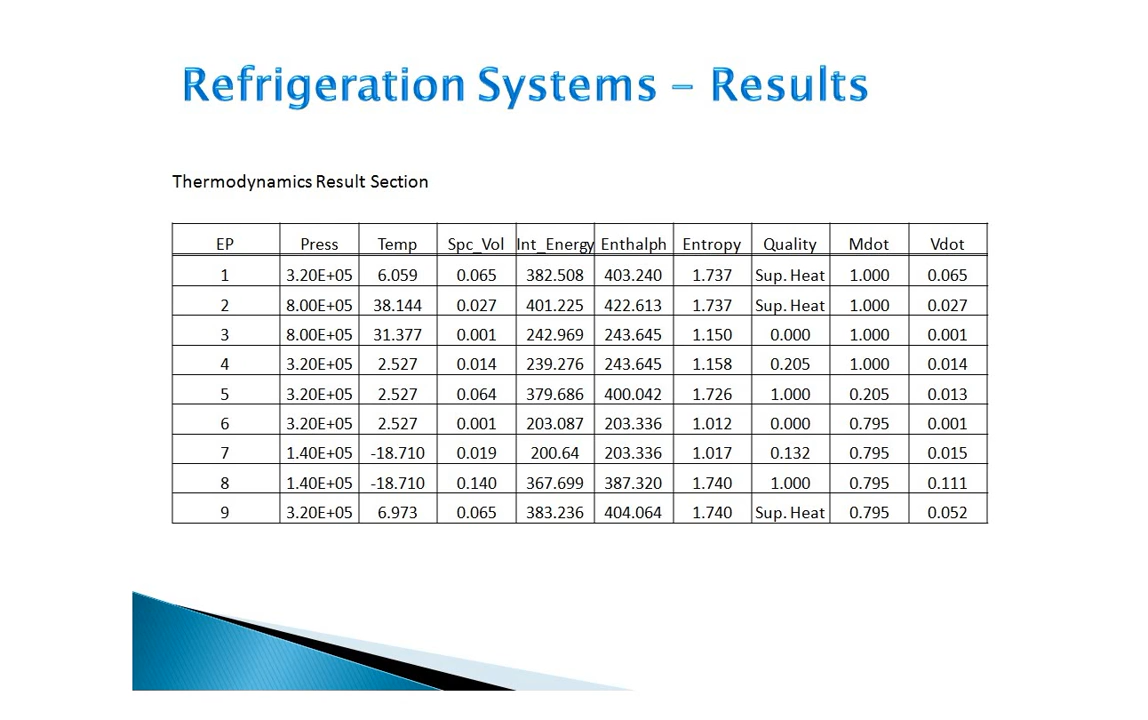 Refrigeration Systems – Results
Thermodynamics Result Section
EP Press Temp Spc_Vol Int_Energy Enthalph Entropy Quality Mdot Vdot
1 3.20E+05 6.059 0.065 382.508 403.240 1.737 Sup. Heat 1.000 0.065
2 8.00E+05 38.144 0.027 401.225 422.613 1.737 Sup. Heat 1.000 0.027
3 8.00E+05 31.377 0.001 242.969 243.645 1.150 0.000 1.000 0.001
4 3.20E+05 2.527 0.014 239.276 243.645 1.158 0.205 1.000 0.014
5 3.20E+05 2.527 0.064 379.686 400.042 1.726 1.000 0.205 0.013
6 3.20E+05 2.527 0.001 203.087 203.336 1.012 0.000 0.795 0.001
7 1.40E+05 -18.710 0.019 200.64 203.336 1.017 0.132 0.795 0.015
8 1.40E+05 -18.710 0.140 367.699 387.320 1.740 1.000 0.795 0.111
9 3.20E+05 6.973 0.065 383.236 404.064 1.740 Sup. Heat 0.795 0.052